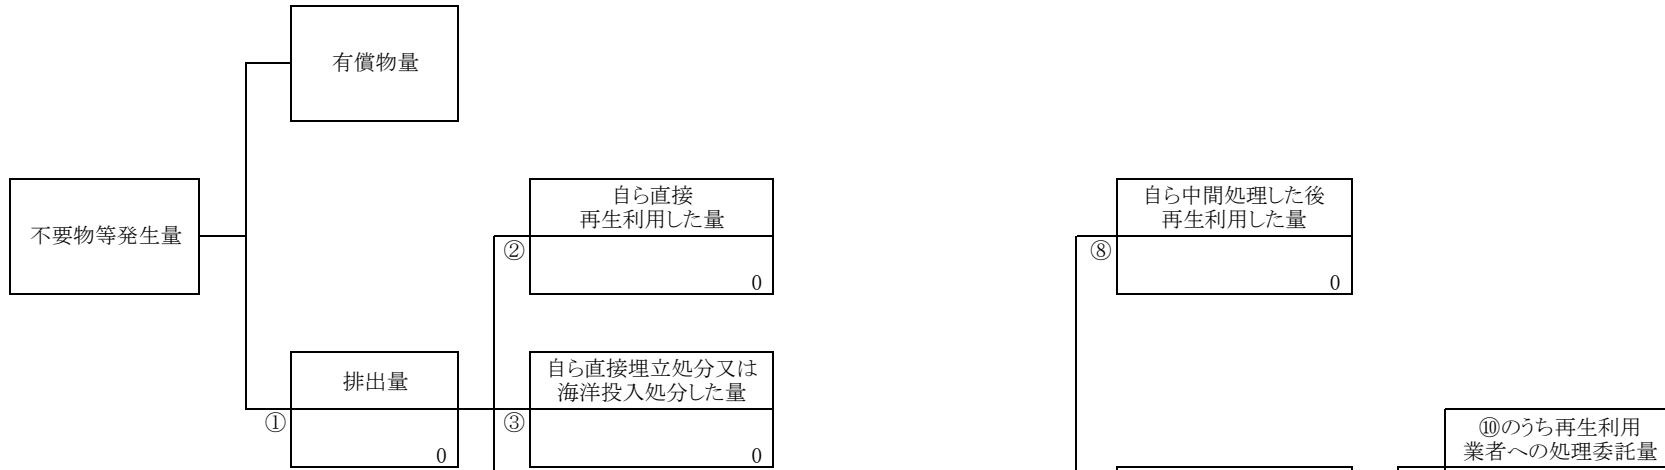 有償物量
不要物等発生量
自ら直接
再生利用した量
②
0
自ら中間処理した後
再生利用した量
⑧
0
排出量
①
0
自ら直接埋立処分又は
海洋投入処分した量
③
0
⑩のうち再生利用
業者への処理委託量